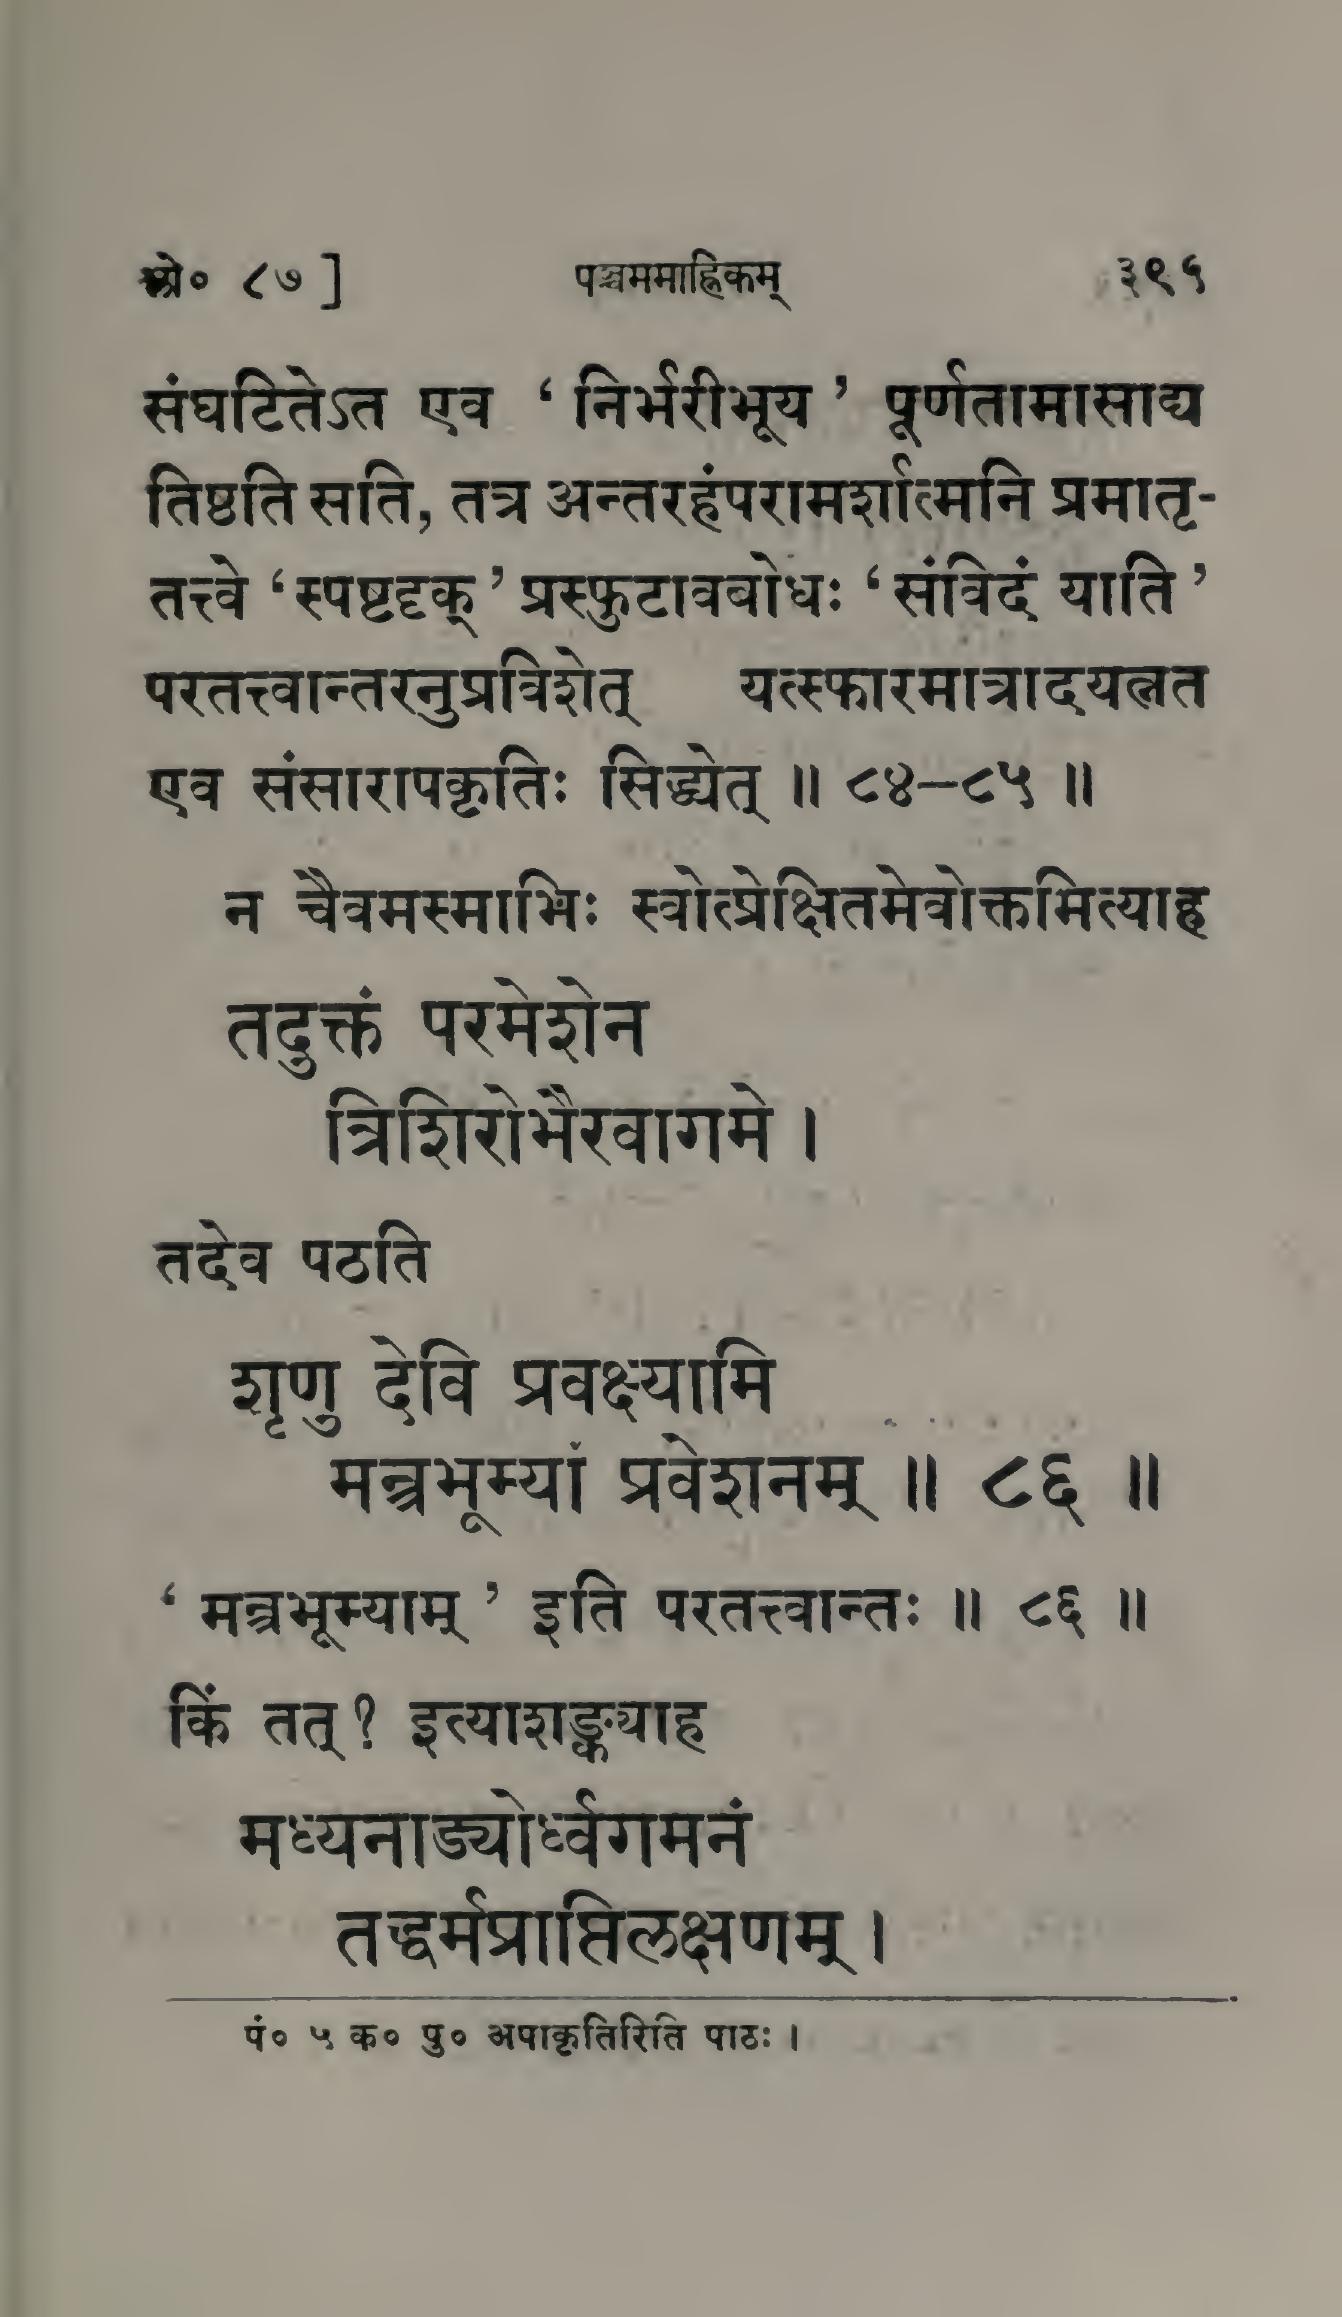 श्लो० ८७ ] पञ्चममाह्निकम् ३९५
संघटितेऽत एव ‘ निर्भरीभूय ’ पूर्णतामासाद्य
तिष्ठति सति, तत्र अन्तरहंपरामर्शात्मनि प्रमातृ-
तत्त्वे ‘ स्पष्टदृक् ’ प्रस्फुटावबोधः ‘ संविदं याति ’
परतत्त्वान्तरनुप्रविशेत् यत्स्फारमात्रादयत्नत
एव संसारापकृतिः सिद्ध्येत् ॥ ८४–८५ ॥
न चैवमस्माभिः स्वोत्प्रेक्षितमेवोक्तमित्याह
तदुक्तं परमेशेन
त्रिशिरोभैरवागमे ।
तदेव पठति
शृणु देवि प्रवक्ष्यामि
मन्त्रभूम्यां प्रवेशनम् ॥ ८६ ॥
‘ मन्त्रभूम्याम् ’ इति परतत्त्वान्तः ॥ ८६ ॥
किं तत् ? इत्याशङ्क्याह
मध्यनाड्योर्ध्वगमनं
तद्धर्मप्राप्तिलक्षणम् ।
पं० ५ क० पु० अपाकृतिरिति पाठः ।